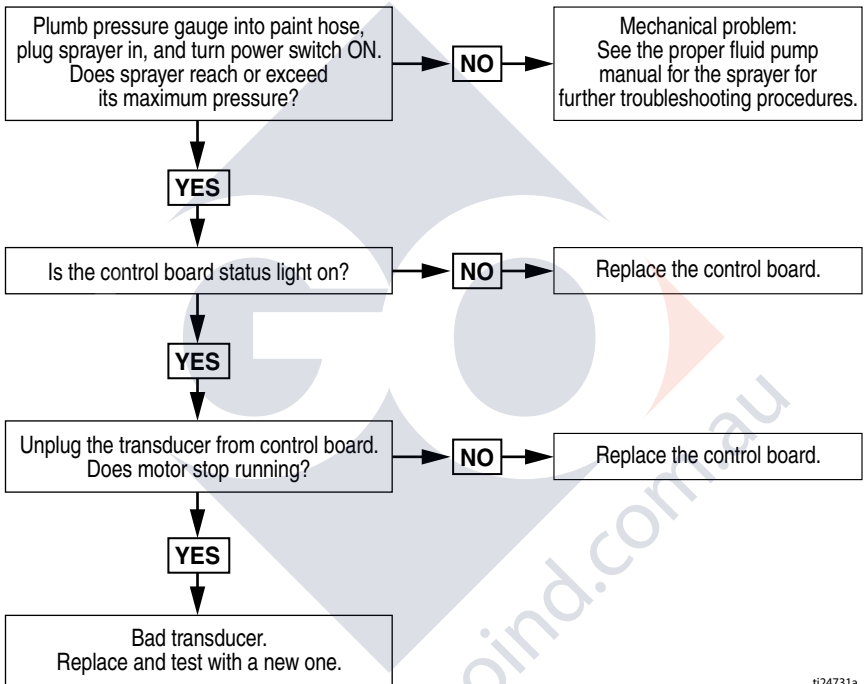 Plumb pressure gauge into paint hose,
plug sprayer in, and turn power switch ON.
Does sprayer reach or exceed
its maximum pressure?
NO
Mechanical problem:
See the proper fluid pump
manual for the sprayer for
further troubleshooting procedures.
YES
Is the control board status light on?
NO
Replace the control board.
YES
Unplug the transducer from control board.
Does motor stop running?
NO
Replace the control board.
YES
Bad transducer.
Replace and test with a new one.
ti24731a
GO
oind.com.au